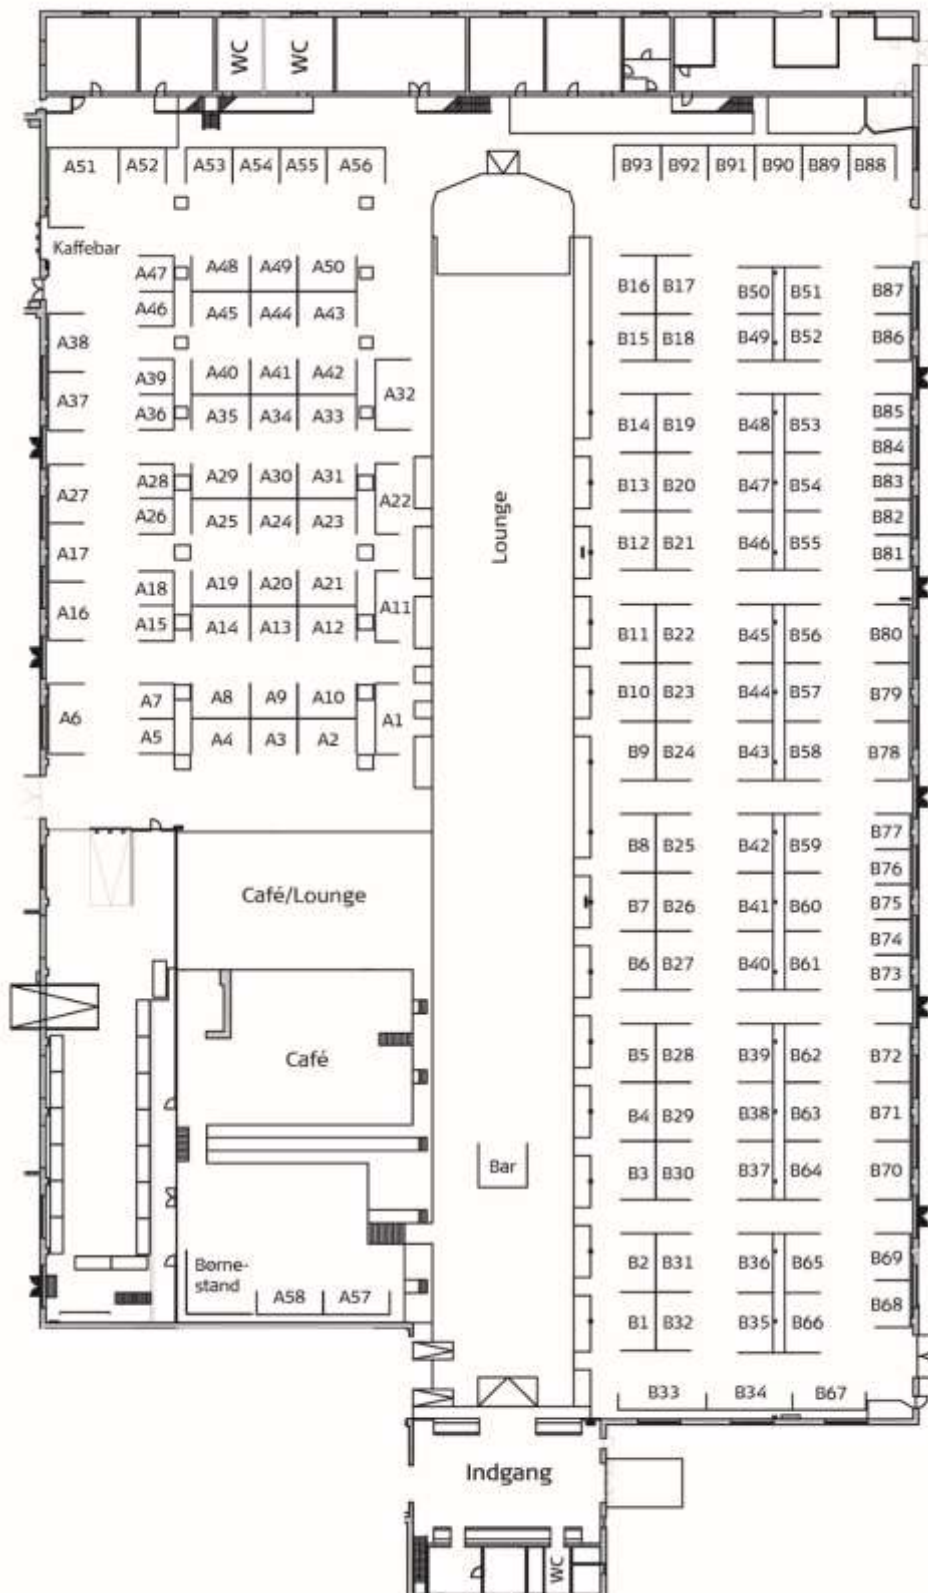 WC WC
A51 A52 A53 A54 A55 A56 B93 B92 B91 B90 B89 B88
Kaffebar
A47 A48 A49 A50
A46 A45 A44 A43
A38
A39 A40 A41 A42
A37 A32
A36 A35 A34 A33
A28 A29 A30 A31
A27 A22
A26 A25 A24 A23
A17
A18 A19 A20 A21
A16 A11
A15 A14 A13 A12
A7 A8 A9 A10
A6 A1
A5 A4 A3 A2
Lounge
Café/Lounge
Café
Bar
Børne-
stand
A58 A57
B16 B17 B50 B51 B87
B15 B18 B49 B52 B86
B14 B19 B48 B53 B85
B84
B13 B20 B47 B54 B83
B82
B12 B21 B46 B55 B81
B11 B22 B45 B56 B80
B10 B23 B44 B57 B79
B9 B24 B43 B58 B78
B8 B25 B42 B59 B77
B76
B7 B26 B41 B60 B75
B74
B6 B27 B40 B61 B73
B5 B28 B39 B62 B72
B4 B29 B38 B63 B71
B3 B30 B37 B64 B70
B2 B31 B36 B65 B69
B68
B1 B32 B35 B66
B33 B34 B67
Indgang
WC